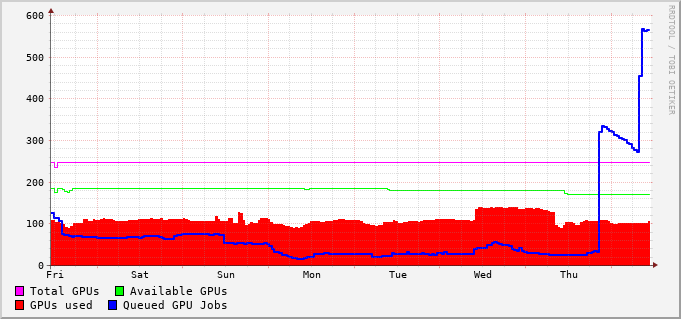 600
500
400
300
200
100
0
Fri Sat Sun Mon Tue Wed Thu
Total GPUs Available GPUs
GPUs used Queued GPU Jobs
RRDTOOL / TOBI OETIKER